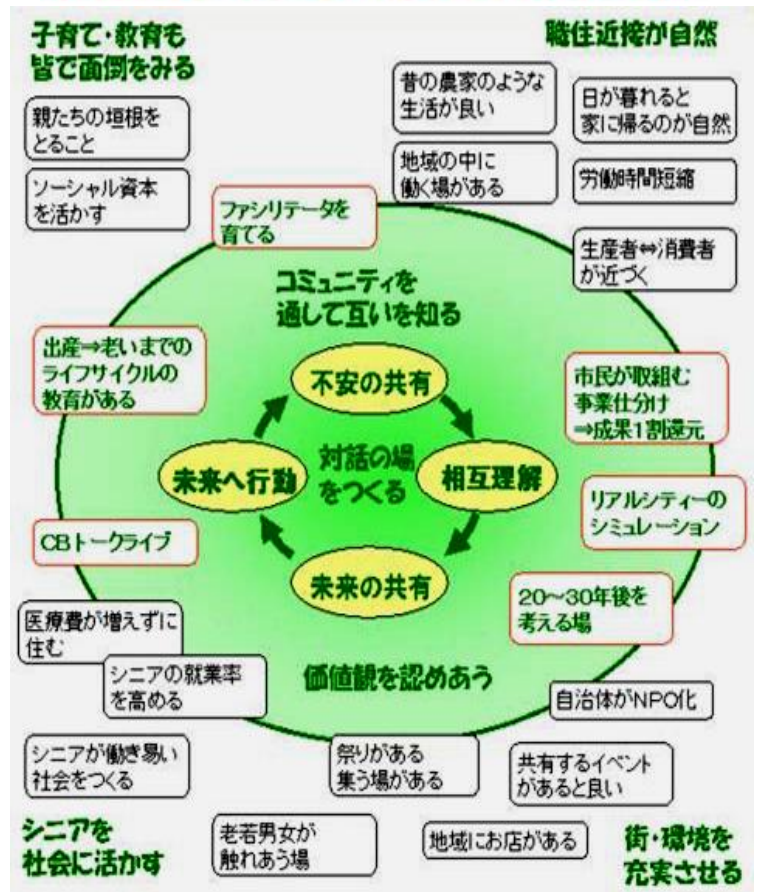 子育て・教育も
皆で面倒をみる
職住近接が自然
親たちの垣根を
とること
昔の農家のような
生活が良い
日が暮れると
家に帰るのが自然
ソーシャル資本
を活かす
地域の中に
働く場がある
労働時間短縮
ファシリテータを
育てる
生産者⇔消費者
が近づく
コミュニティを
通して互いを知る
出産⇒老いまでの
ライフサイクルの
教育がある
不安の共有
市民が取組む
事業仕分け
⇒成果1割還元
未来へ行動
対話の場
をつくる
相互理解
リアルシティーの
シミュレーション
CBトークライブ
未来の共有
20~30年後を
考える場
医療費が増えずに
住む
シニアの就業率
を高める
価値観を認めあう
自治体がNPO化
シニアが働き易い
社会をつくる
祭りがある
集う場がある
共有するイベント
があると良い
シニアを
社会に活かす
老若男女が
触れあう場
地域にお店がある
街・環境を
充実させる